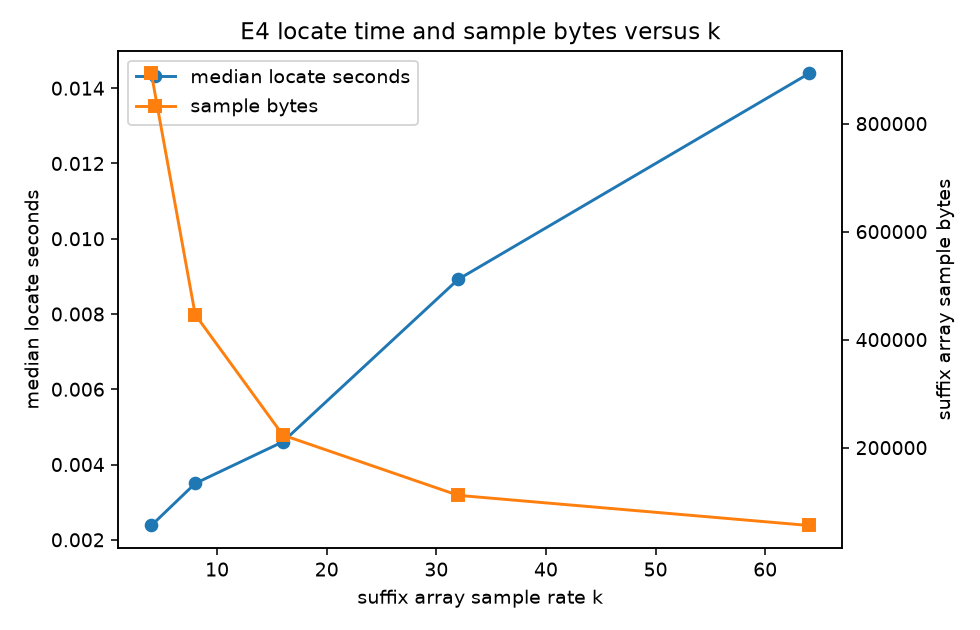 E4 locate time and sample bytes versus k
median locate seconds
sample bytes
0.014
0.012
0.010
0.008
0.006
0.004
0.002
median locate seconds
800000
600000
400000
200000
suffix array sample bytes
10 20 30 40 50 60
suffix array sample rate k